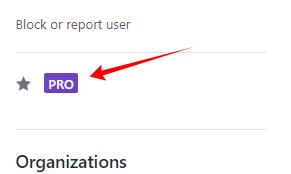 Block or report user
PRO
Organizations